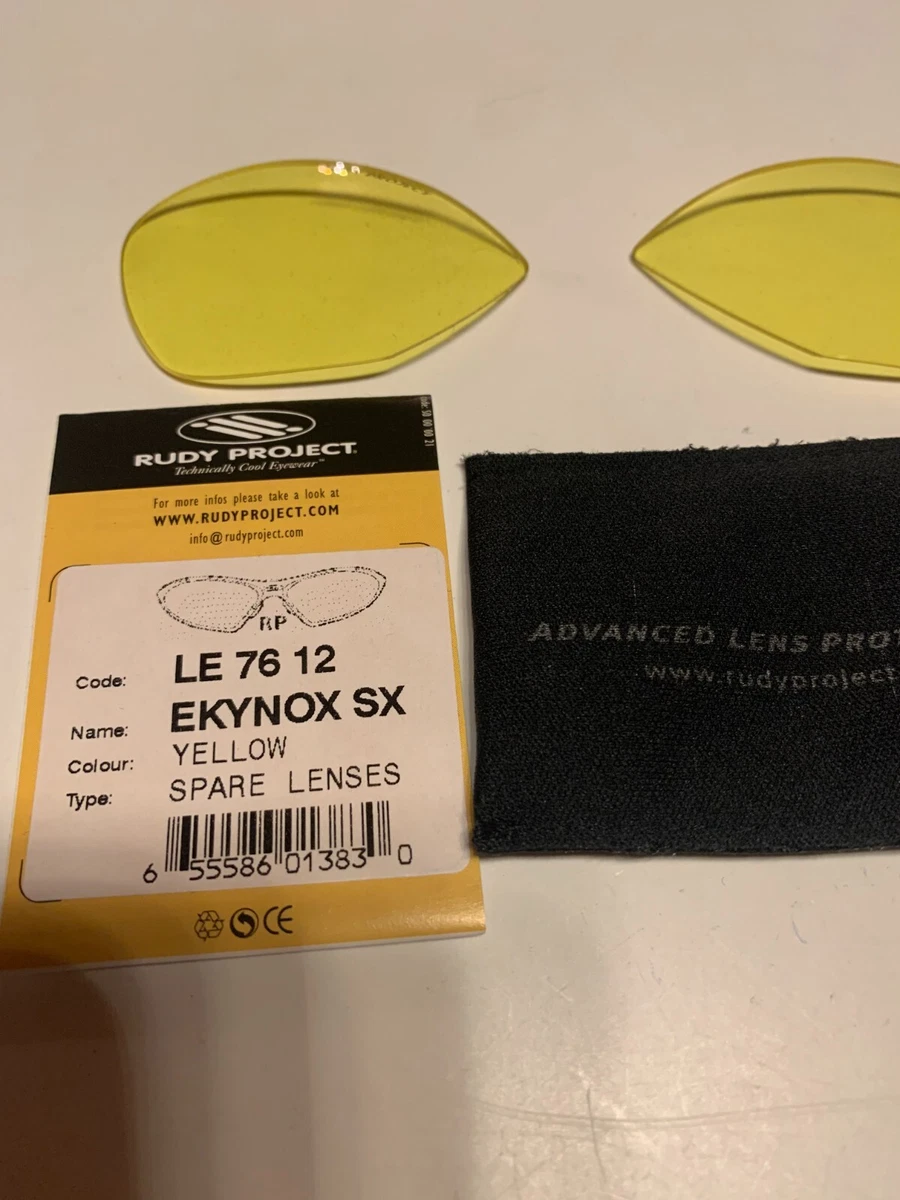 RUDY PROJECT
Technically Cool Eyewear™
For more infos please take a look at
WWW.RUDYPROJECT.COM
info@rudyproject.com
RP
Code: LE 76 12
Name: EKYNOX SX
Colour: YELLOW
Type: SPARE LENSES
6 55586 01383 0
CE
ADVANCED LENS PROT
www.rudyproject.